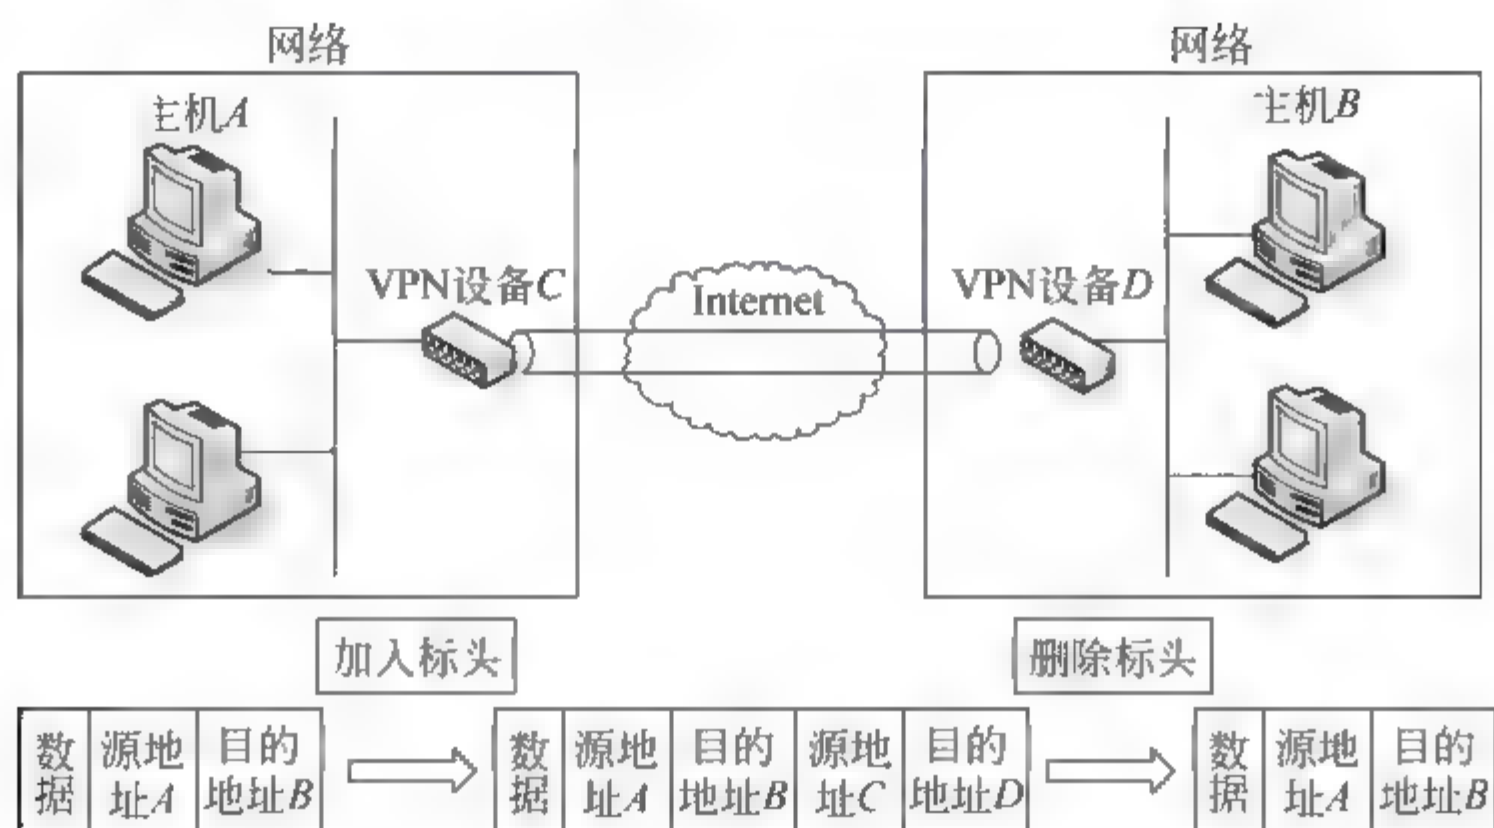 网络
网络
主机A
主机B
VPN设备C
Internet
VPN设备D
加入标头
删除标头
数据
源地址A
目的地址B
数据
源地址A
目的地址B
源地址C
目的地址D
数据
源地址A
目的地址B